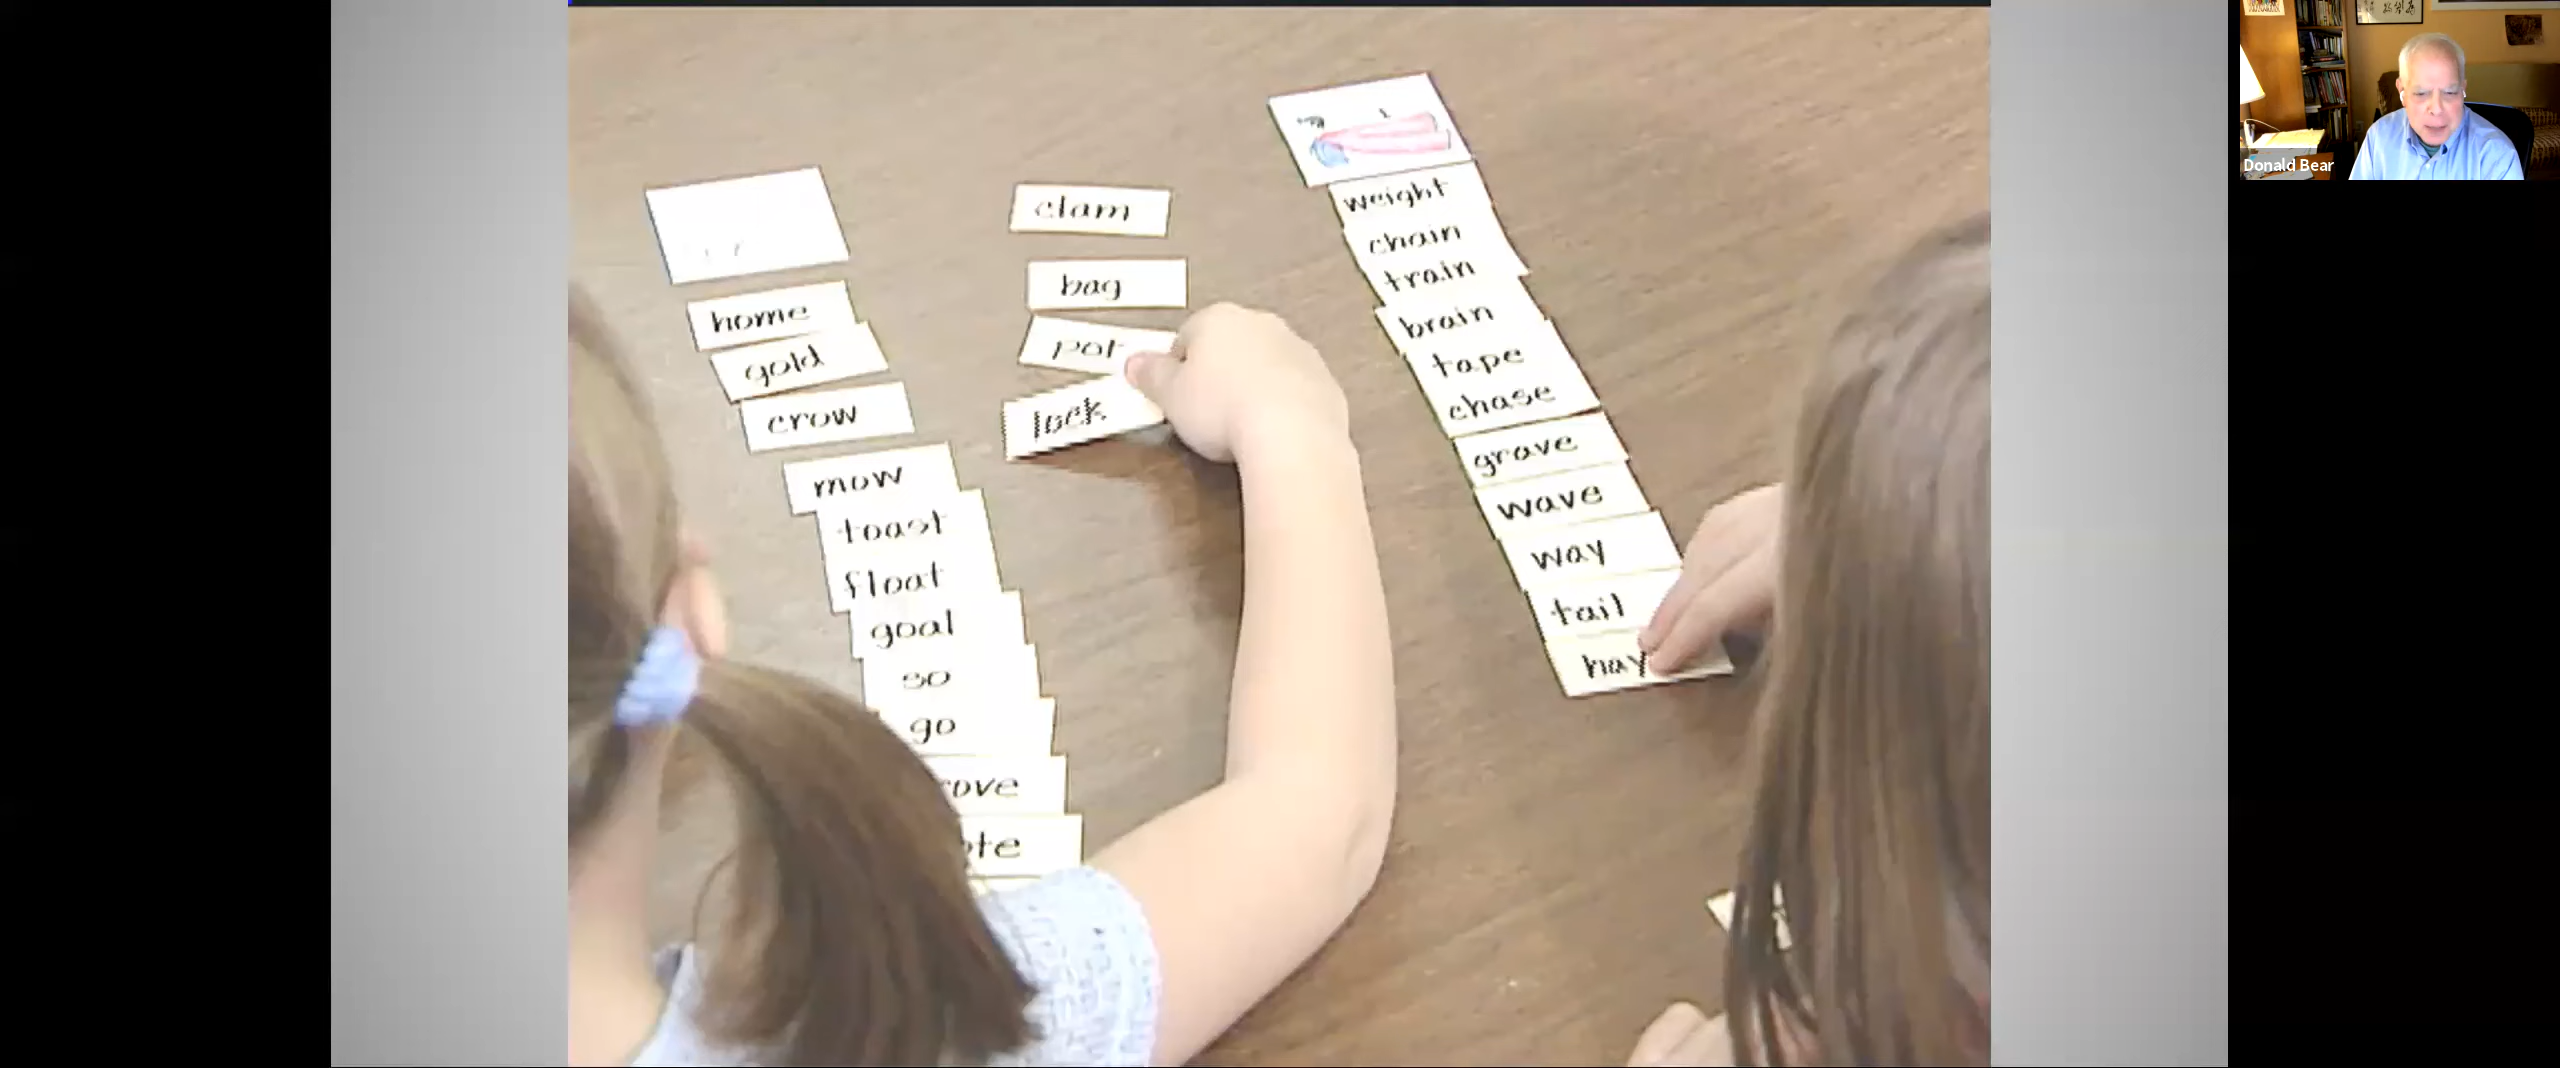 home
gold
crow
mow
toast
float
goal
so
go
clam
bag
pot
lock
weight
chain
train
brain
tape
chase
grave
wave
way
tail
hay
Donald Bear